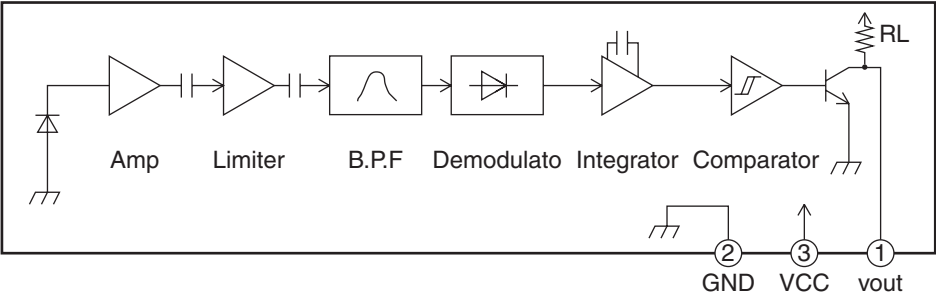 RL
Amp Limiter B.P.F Demodulato Integrator Comparator
2 3 1
GND VCC vout